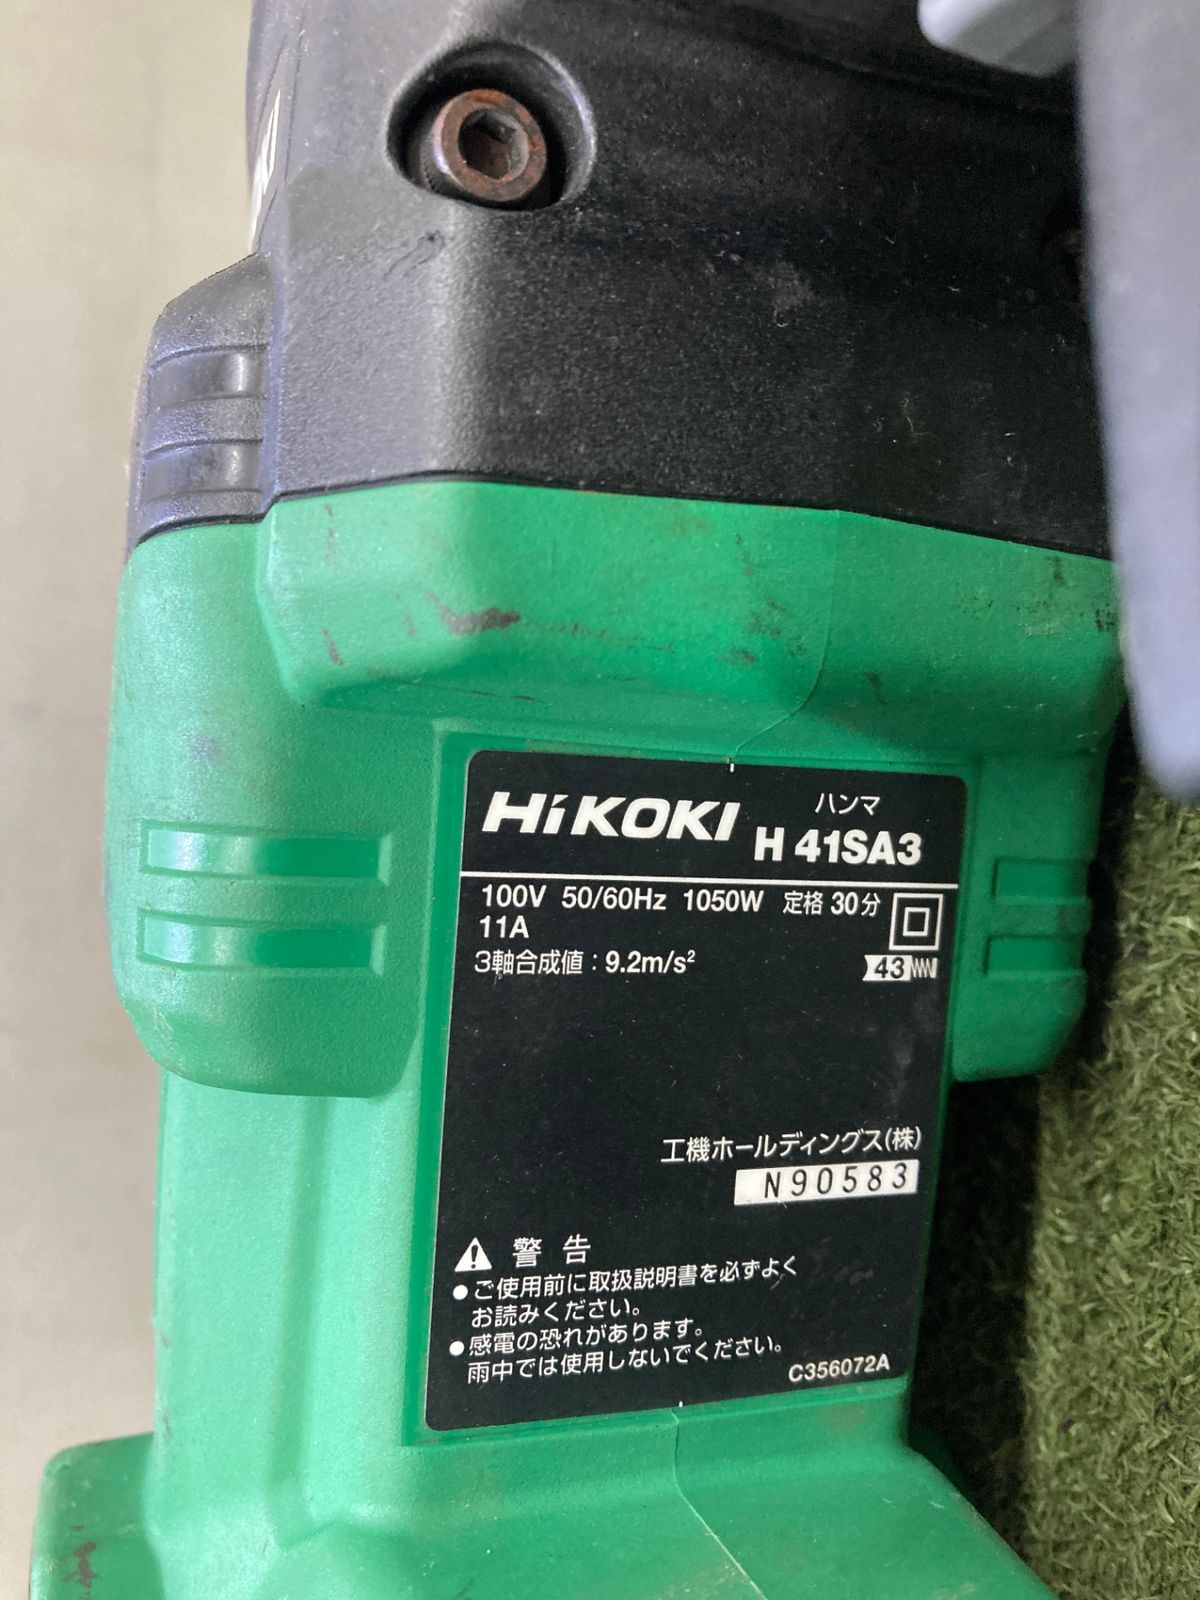 HiKOKI ハンマ
H 41SA3
100V 50/60Hz 1050W 定格 30分
11A
3軸合成値：9.2m/s²
43
工機ホールディングス(株)
N90583
警告
●ご使用前に取扱説明書を必ずよく
お読みください。
●感電の恐れがあります。
雨中では使用しないでください。
C356072A